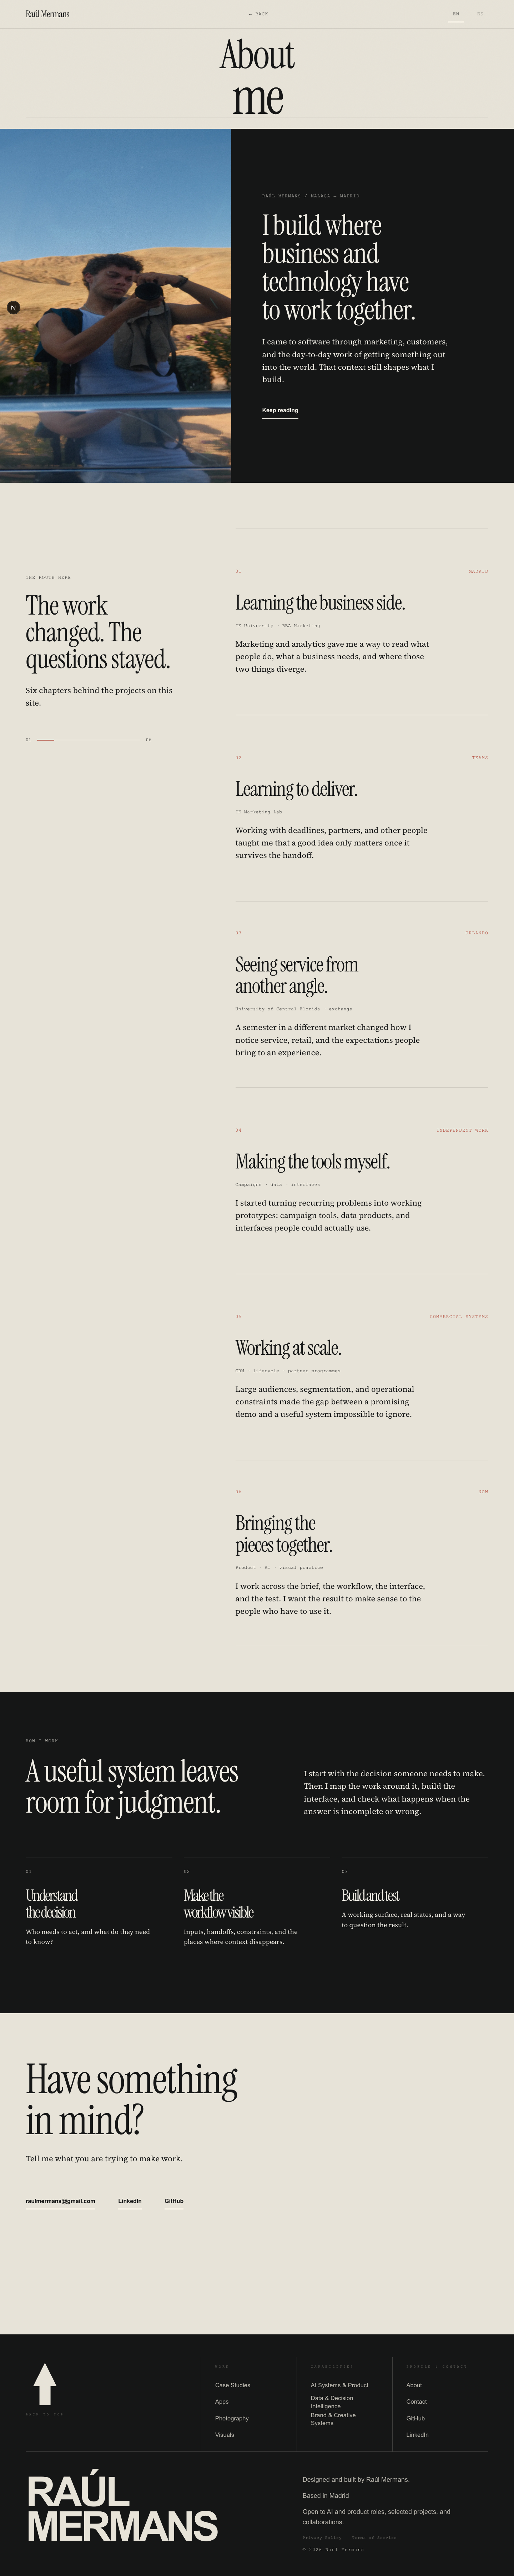 Raúl Mermans
← BACK
EN
ES
About
me
N
RAÚL MERMANS / MÁLAGA → MADRID
I build where
business and
technology have
to work together.
I came to software through marketing, customers,
and the day-to-day work of getting something out
into the world. That context still shapes what I
build.
Keep reading
THE ROUTE HERE
The work
changed. The
questions stayed.
Six chapters behind the projects on this
site.
01
06
01
MADRID
Learning the business side.
IE University · BBA Marketing
Marketing and analytics gave me a way to read what
people do, what a business needs, and where those
two things diverge.
02
TEAMS
Learning to deliver.
IE Marketing Lab
Working with deadlines, partners, and other people
taught me that a good idea only matters once it
survives the handoff.
03
ORLANDO
Seeing service from
another angle.
University of Central Florida · exchange
A semester in a different market changed how I
notice service, retail, and the expectations people
bring to an experience.
04
INDEPENDENT WORK
Making the tools myself.
Campaigns · data · interfaces
I started turning recurring problems into working
prototypes: campaign tools, data products, and
interfaces people could actually use.
05
COMMERCIAL SYSTEMS
Working at scale.
CRM · lifecycle · partner programmes
Large audiences, segmentation, and operational
constraints made the gap between a promising
demo and a useful system impossible to ignore.
06
NOW
Bringing the
pieces together.
Product · AI · visual practice
I work across the brief, the workflow, the interface,
and the test. I want the result to make sense to the
people who have to use it.
HOW I WORK
A useful system leaves
room for judgment.
I start with the decision someone needs to make.
Then I map the work around it, build the
interface, and check what happens when the
answer is incomplete or wrong.
01
Understand
the decision
Who needs to act, and what do they need
to know?
02
Make the
workflow visible
Inputs, handoffs, constraints, and the
places where context disappears.
03
Build and test
A working surface, real states, and a way
to question the result.
Have something
in mind?
Tell me what you are trying to make work.
raulmermans@gmail.com
LinkedIn
GitHub
BACK TO TOP
WORK
Case Studies
Apps
Photography
Visuals
CAPABILITIES
AI Systems & Product
Data & Decision
Intelligence
Brand & Creative
Systems
PROFILE & CONTACT
About
Contact
GitHub
LinkedIn
RAÚL
MERMANS
Designed and built by Raúl Mermans.
Based in Madrid
Open to AI and product roles, selected projects, and
collaborations.
Privacy Policy
Terms of Service
© 2026 Raúl Mermans